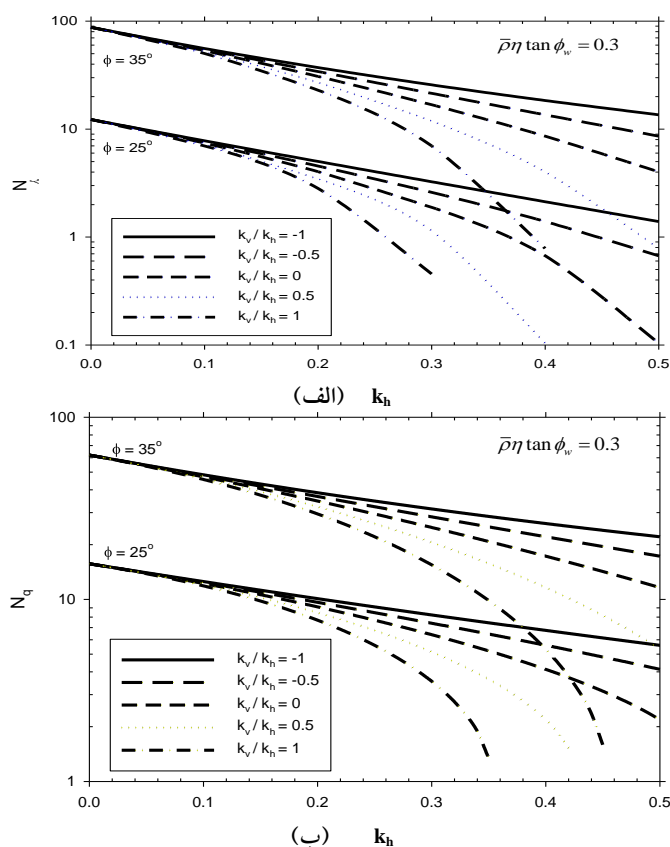 100
ρ̄η tan ϕw = 0.3
ϕ = 35°
10
ϕ = 25°
Nγ
1
kv / kh = -1
kv / kh = -0.5
kv / kh = 0
kv / kh = 0.5
kv / kh = 1
0.1
0.0 0.1 0.2 0.3 0.4 0.5
(الف) kh
100
ρ̄η tan ϕw = 0.3
ϕ = 35°
ϕ = 25°
Nq
10
kv / kh = -1
kv / kh = -0.5
kv / kh = 0
kv / kh = 0.5
kv / kh = 1
1
0.0 0.1 0.2 0.3 0.4 0.5
(ب) kh